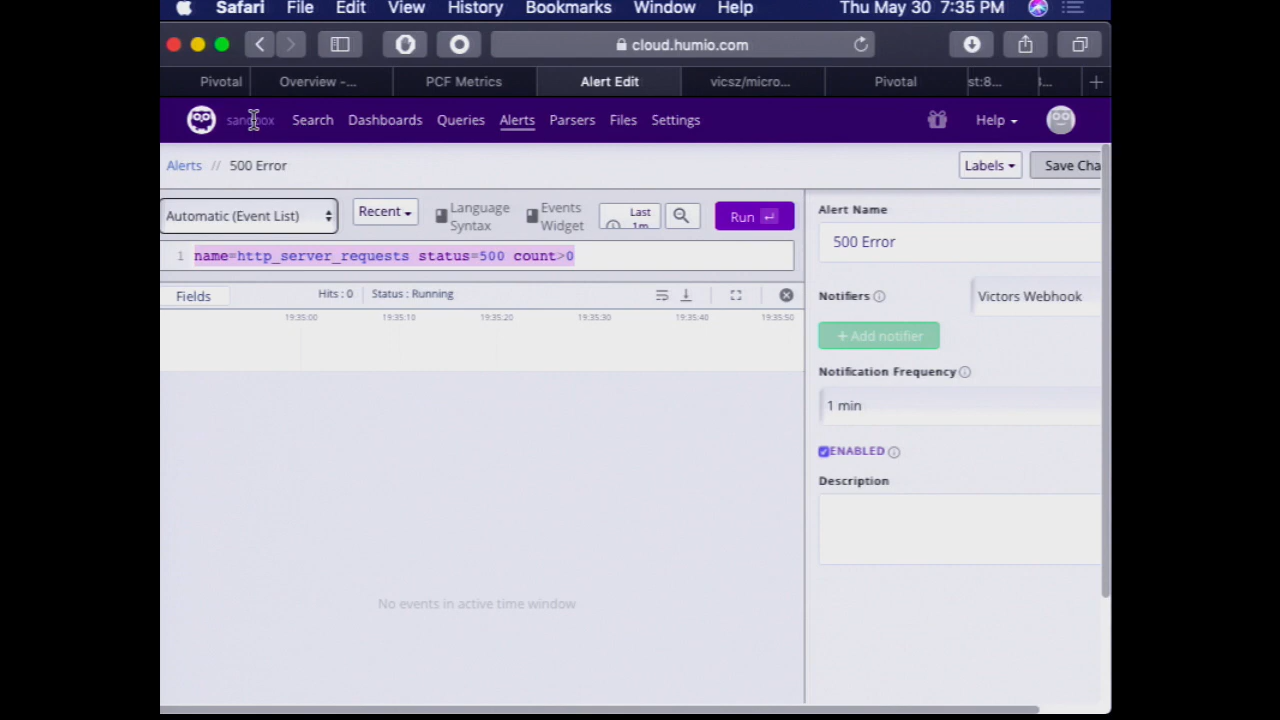 Safari File Edit View History Bookmarks Window Help Thu May 30 7:35 PM
cloud.humio.com
Pivotal Overview -... PCF Metrics Alert Edit vicsz/micro... Pivotal st:8... +
sandbox Search Dashboards Queries Alerts Parsers Files Settings Help
Alerts // 500 Error Labels Save Cha
Automatic (Event List) Recent Language Syntax Events Widget Last 1m Run
1 name=http_server_requests status=500 count>0
Fields Hits : 0 Status : Running
19:35:00 19:35:10 19:35:20 19:35:30 19:35:40 19:35:50
No events in active time window
Alert Name
500 Error
Notifiers Victors Webhook
+ Add notifier
Notification Frequency
1 min
ENABLED
Description